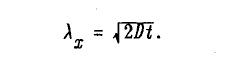 λ_x = √2Dt.